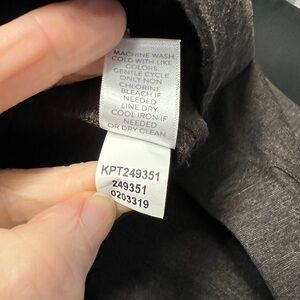 MACHINE WASH
COLD WITH LIKE
COLORS
GENTLE CYCLE
ONLY NON
CHLORINE
BLEACH IF
NEEDED
LINE DRY
COOL IRON IF
NEEDED
OR DRY CLEAN
KPT249351
249351
0203319